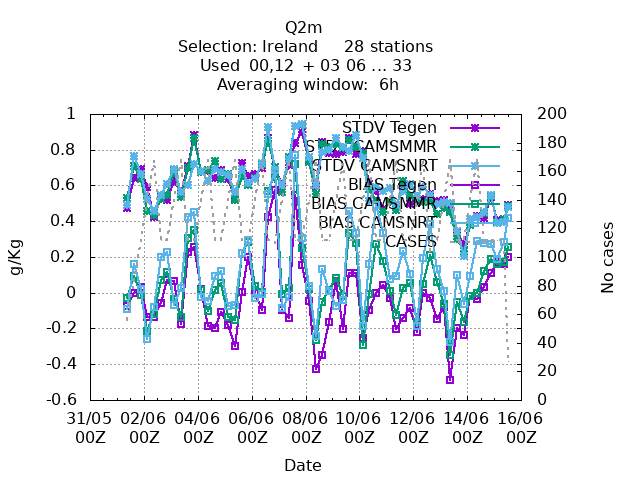 Q2m
Selection: Ireland 28 stations
Used 00,12 + 03 06 ... 33
Averaging window: 6h
1
0.8
0.6
0.4
0.2
0
-0.2
-0.4
-0.6
g/Kg
STDV Tegen
STDV CAMSMMR
STDV CAMSNRT
BIAS Tegen
BIAS CAMSMMR
BIAS CAMSNRT
CASES
200
180
160
140
120
100
80
60
40
20
0
No cases
31/05 02/06 04/06 06/06 08/06 10/06 12/06 14/06 16/06
00Z 00Z 00Z 00Z 00Z 00Z 00Z 00Z 00Z
Date